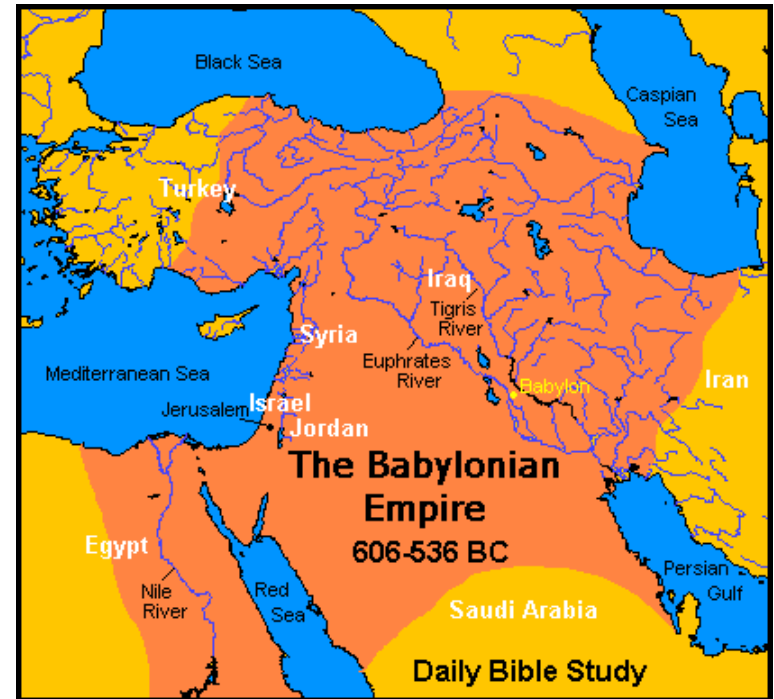 Black Sea
Caspian
Sea
Turkey
Iraq
Tigris
River
Syria
Euphrates
River
Mediterranean Sea
Iran
Babylon
Israel
Jerusalem
Jordan
The Babylonian
Empire
606-536 BC
Egypt
Nile
River
Red
Sea
Persian
Gulf
Saudi Arabia
Daily Bible Study